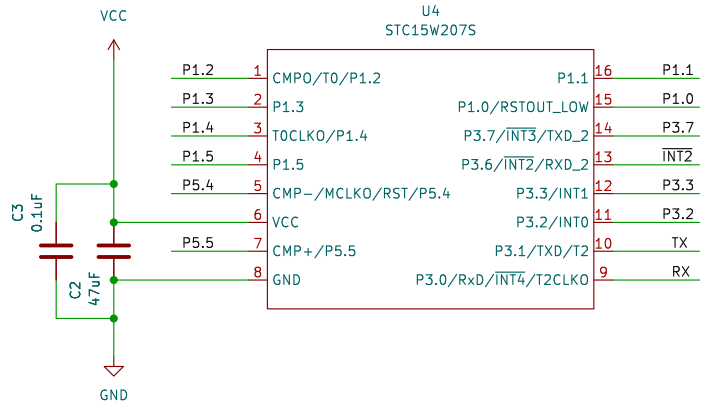 U4
STC15W207S
VCC
P1.2 1 CMPO/T0/P1.2 P1.1 16 P1.1
P1.3 2 P1.3 P1.0/RSTOUT_LOW 15 P1.0
P1.4 3 T0CLKO/P1.4 P3.7/INT3/TXD_2 14 P3.7
P1.5 4 P1.5 P3.6/INT2/RXD_2 13 INT2
P5.4 5 CMP-/MCLKO/RST/P5.4 P3.3/INT1 12 P3.3
6 VCC P3.2/INT0 11 P3.2
P5.5 7 CMP+/P5.5 P3.1/TXD/T2 10 TX
8 GND P3.0/RxD/INT4/T2CLKO 9 RX
C3
0.1uF
C2
47uF
GND